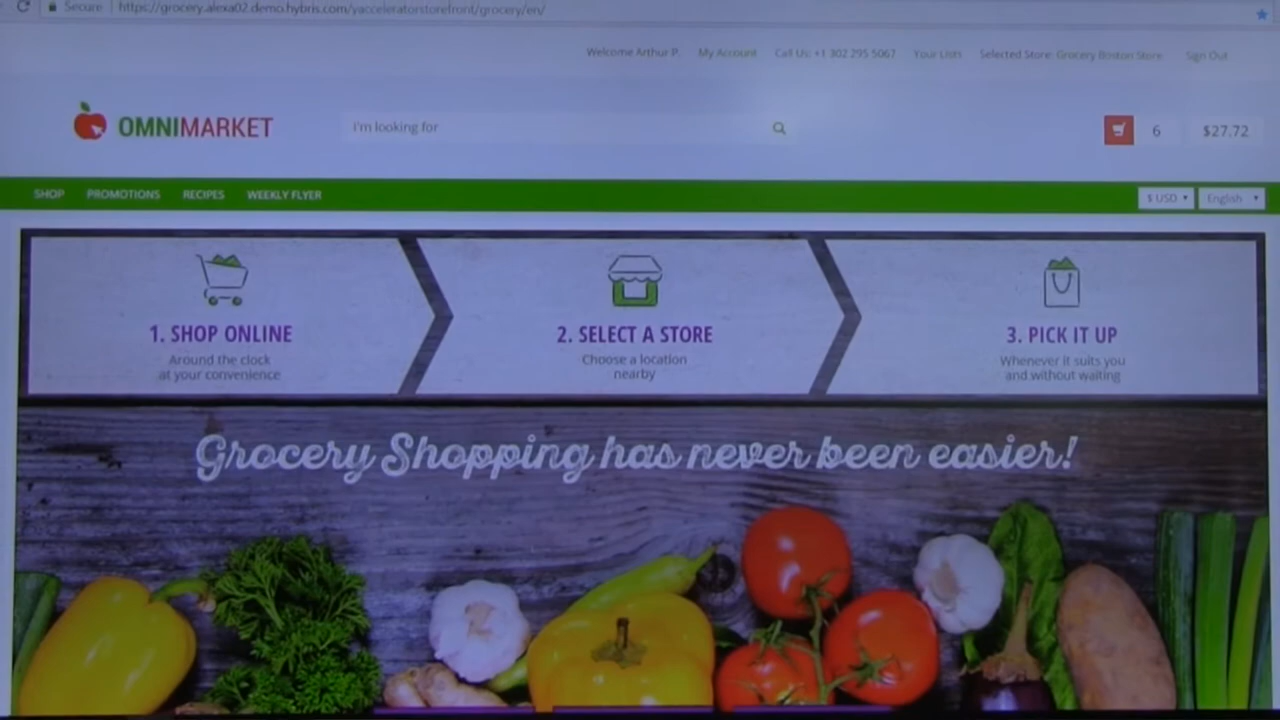 Secure https://grocery.alexa02.demo.hybris.com/yacceleratorstorefront/grocery/en/
Welcome Arthur P. My Account Call Us: +1 302 295 5067 Your Lists Selected Store: Grocery Boston Store Sign Out
OMNIMARKET I'm looking for 6 $27.72
SHOP PROMOTIONS RECIPES WEEKLY FLYER $ USD English
1. SHOP ONLINE
Around the clock
at your convenience
2. SELECT A STORE
Choose a location
nearby
3. PICK IT UP
Whenever it suits you
and without waiting
Grocery Shopping has never been easier!